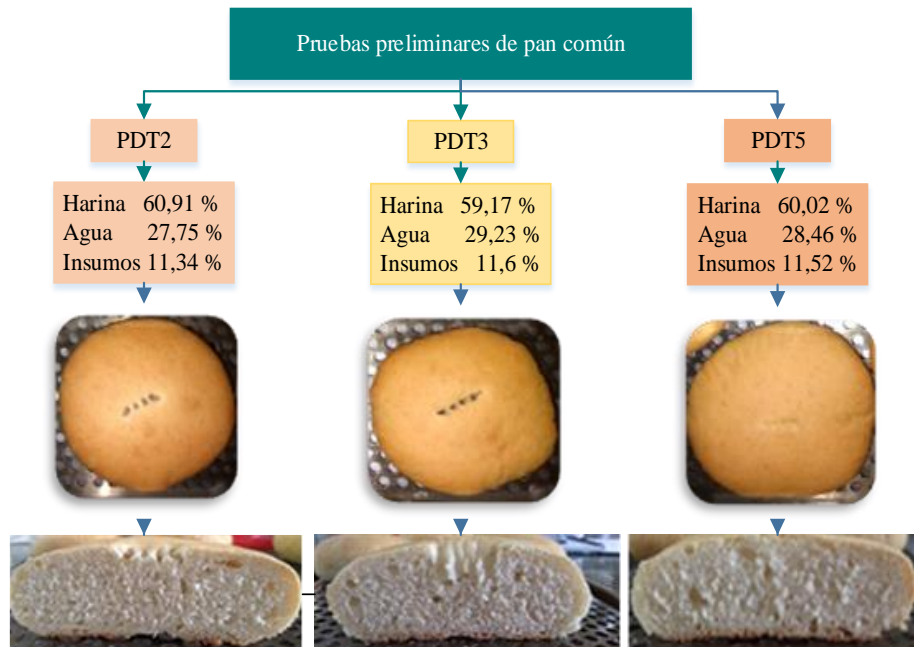 Pruebas preliminares de pan común
PDT2
Harina 60,91 %
Agua 27,75 %
Insumos 11,34 %
PDT3
Harina 59,17 %
Agua 29,23 %
Insumos 11,6 %
PDT5
Harina 60,02 %
Agua 28,46 %
Insumos 11,52 %